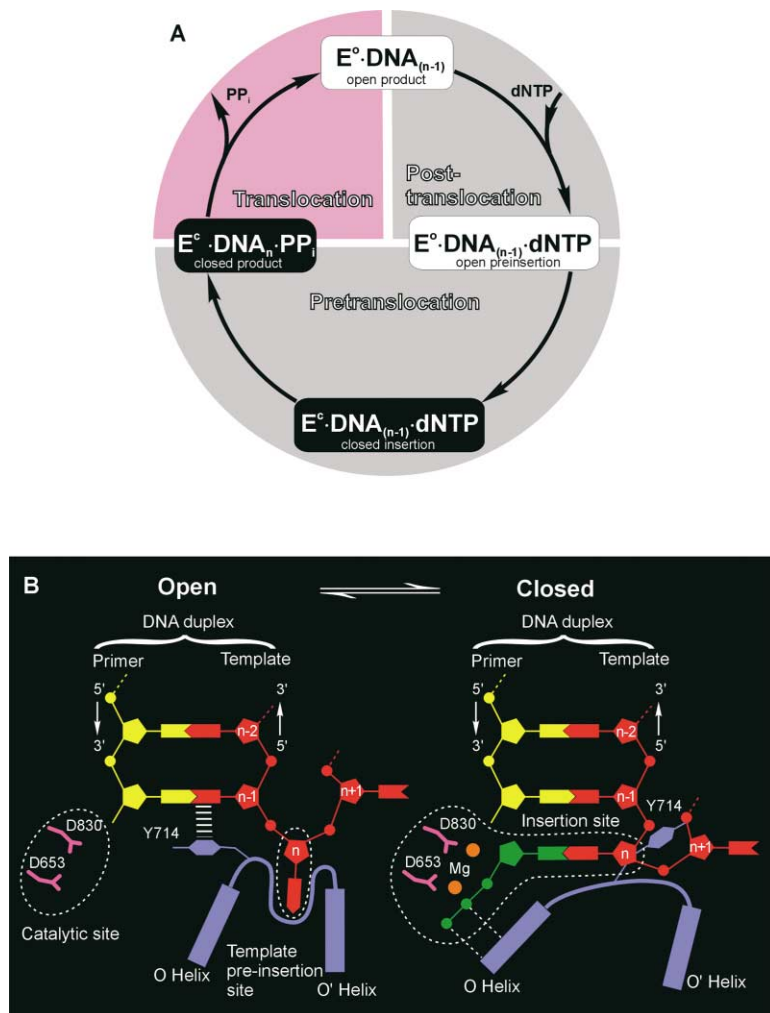 A
E°·DNA(n-1)
open product
PPi
dNTP
Translocation
Post-
translocation
Eᶜ·DNAn·PPi
closed product
E°·DNA(n-1)·dNTP
open preinsertion
Pretranslocation
Eᶜ·DNA(n-1)·dNTP
closed insertion
B
Open
Closed
DNA duplex
DNA duplex
Primer
Template
Primer
Template
5'
3'
5'
3'
n-2
n-2
3'
5'
3'
5'
n-1
n+1
n-1
Y714
D830
Y714
n
D830
Insertion site
n
n+1
D653
D653
Mg
Catalytic site
Template
pre-insertion
site
O Helix
O' Helix
O Helix
O' Helix